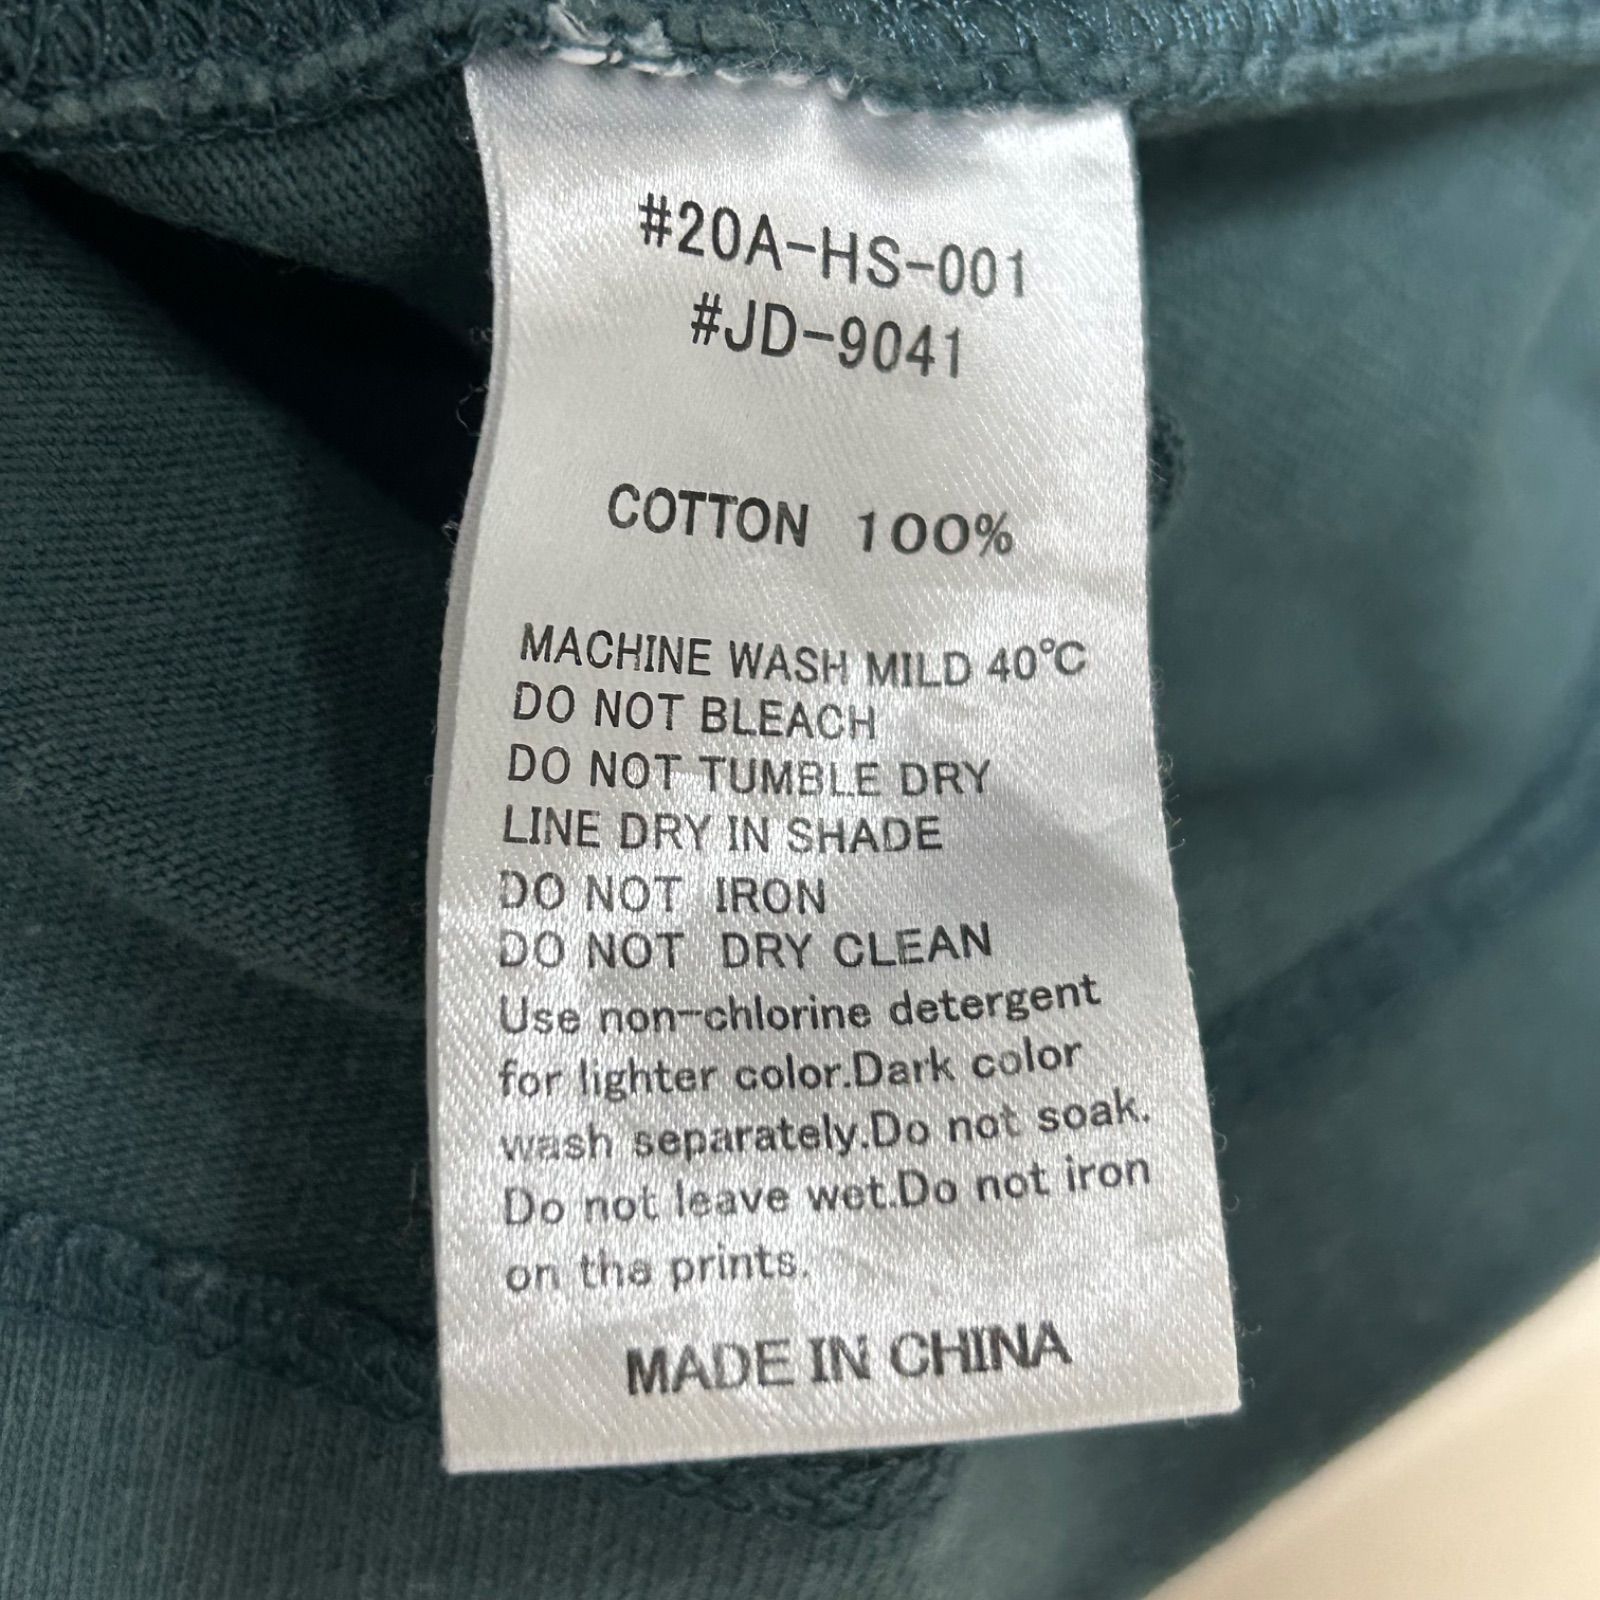 #20A-HS-001
#JD-9041
COTTON 100%
MACHINE WASH MILD 40℃
DO NOT BLEACH
DO NOT TUMBLE DRY
LINE DRY IN SHADE
DO NOT IRON
DO NOT DRY CLEAN
Use non-chlorine detergent
for lighter color.Dark color
wash separately.Do not soak.
Do not leave wet.Do not iron
on the prints.
MADE IN CHINA